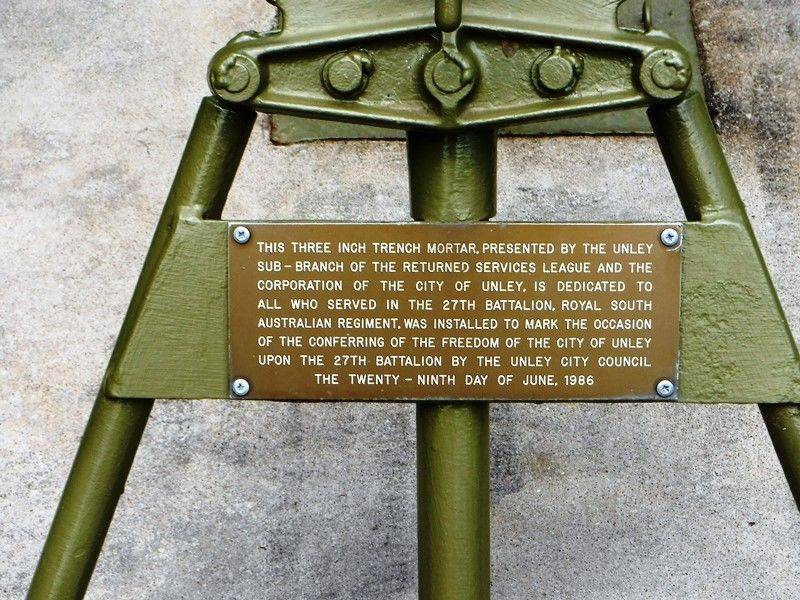 THIS THREE INCH TRENCH MORTAR, PRESENTED BY THE UNLEY
SUB – BRANCH OF THE RETURNED SERVICES LEAGUE AND THE
CORPORATION OF THE CITY OF UNLEY, IS DEDICATED TO
ALL WHO SERVED IN THE 27TH BATTALION, ROYAL SOUTH
AUSTRALIAN REGIMENT, WAS INSTALLED TO MARK THE OCCASION
OF THE CONFERRING OF THE FREEDOM OF THE CITY OF UNLEY
UPON THE 27TH BATTALION BY THE UNLEY CITY COUNCIL
THE TWENTY – NINTH DAY OF JUNE, 1986